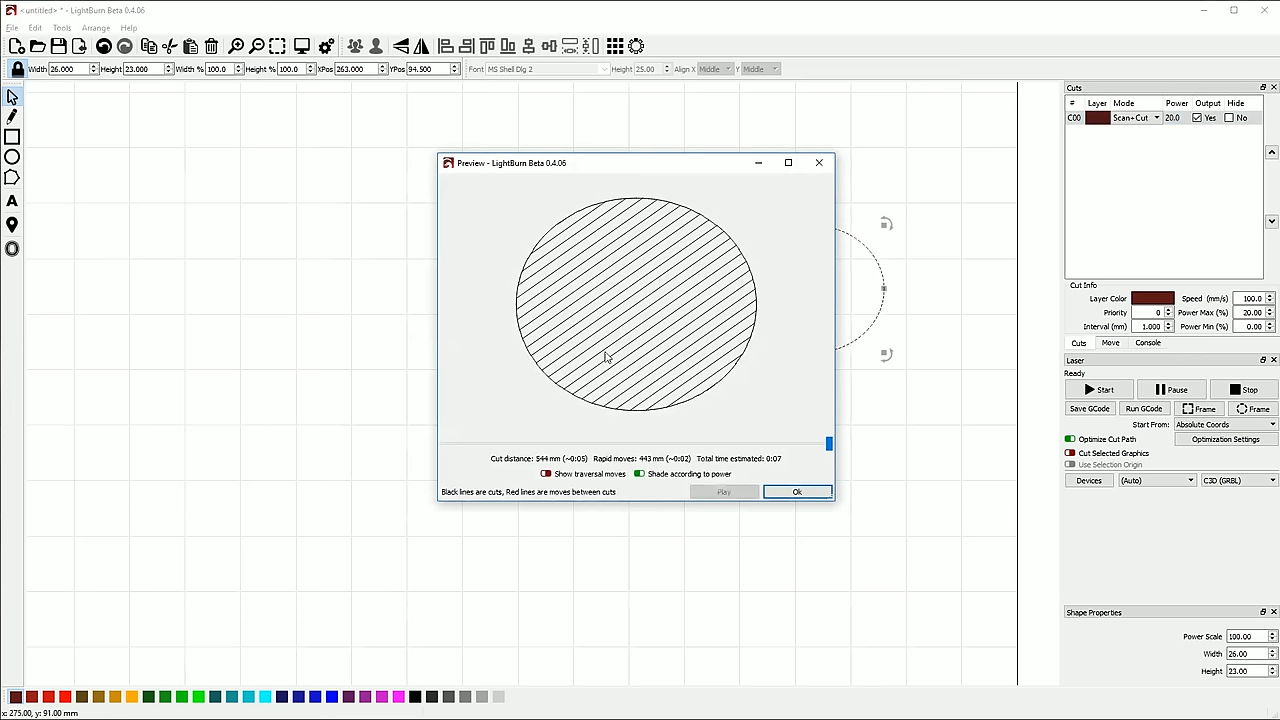 <untitled> * - LightBurn Beta 0.4.06
File Edit Tools Arrange Help
Width 26.000 Height 23.000 Width % 100.0 Height % 100.0 XPos 263.000 YPos 94.500 Font MS Shell Dlg 2 Height 25.00 Align X Middle Y Middle
Cuts
# Layer Mode Power Output Hide
C00 Scan+Cut 20.0 Yes No
Preview - LightBurn Beta 0.4.06
Cut distance: 544 mm (~0:05) Rapid moves: 443 mm (~0:02) Total time estimated: 0:07
Show traversal moves Shade according to power
Black lines are cuts, Red lines are moves between cuts Play Ok
Cut Info
Layer Color Speed (mm/s) 100.0
Priority 0 Power Max (%) 20.00
Interval (mm) 1.000 Power Min (%) 0.00
Cuts Move Console
Laser
Ready
Start Pause Stop
Save GCode Run GCode Frame Frame
Start From: Absolute Coords
Optimize Cut Path Optimization Settings
Cut Selected Graphics
Use Selection Origin
Devices (Auto) C3D (GRBL)
Shape Properties
Power Scale 100.00
Width 26.00
Height 23.00
x: 275.00, y: 91.00 mm